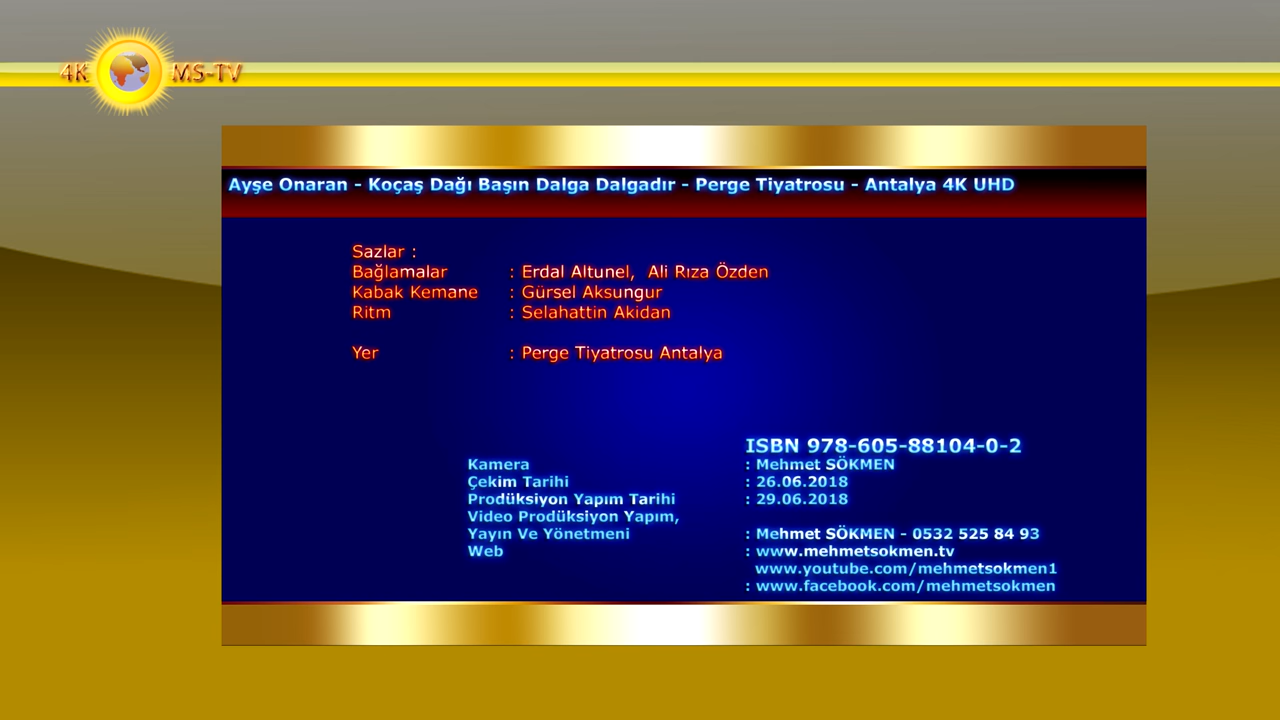 4K MS-TV
Ayşe Onaran - Koçaş Dağı Başın Dalga Dalgadır - Perge Tiyatrosu - Antalya 4K UHD
Sazlar :
Bağlamalar : Erdal Altunel, Ali Rıza Özden
Kabak Kemane : Gürsel Aksungur
Ritm : Selahattin Akidan
Yer : Perge Tiyatrosu Antalya
ISBN 978-605-88104-0-2
Kamera : Mehmet SÖKMEN
Çekim Tarihi : 26.06.2018
Prodüksiyon Yapım Tarihi : 29.06.2018
Video Prodüksiyon Yapım,
Yayın Ve Yönetmeni : Mehmet SÖKMEN - 0532 525 84 93
Web : www.mehmetsokmen.tv
www.youtube.com/mehmetsokmen1
: www.facebook.com/mehmetsokmen